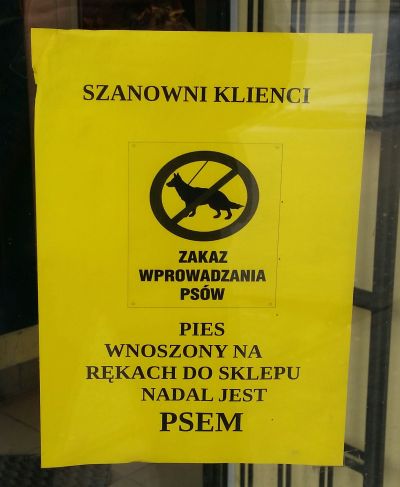 SZANOWNI KLIENCI
ZAKAZ
WPROWADZANIA
PSÓW
PIES
WNOSZONY NA
RĘKACH DO SKLEPU
NADAL JEST
PSEM